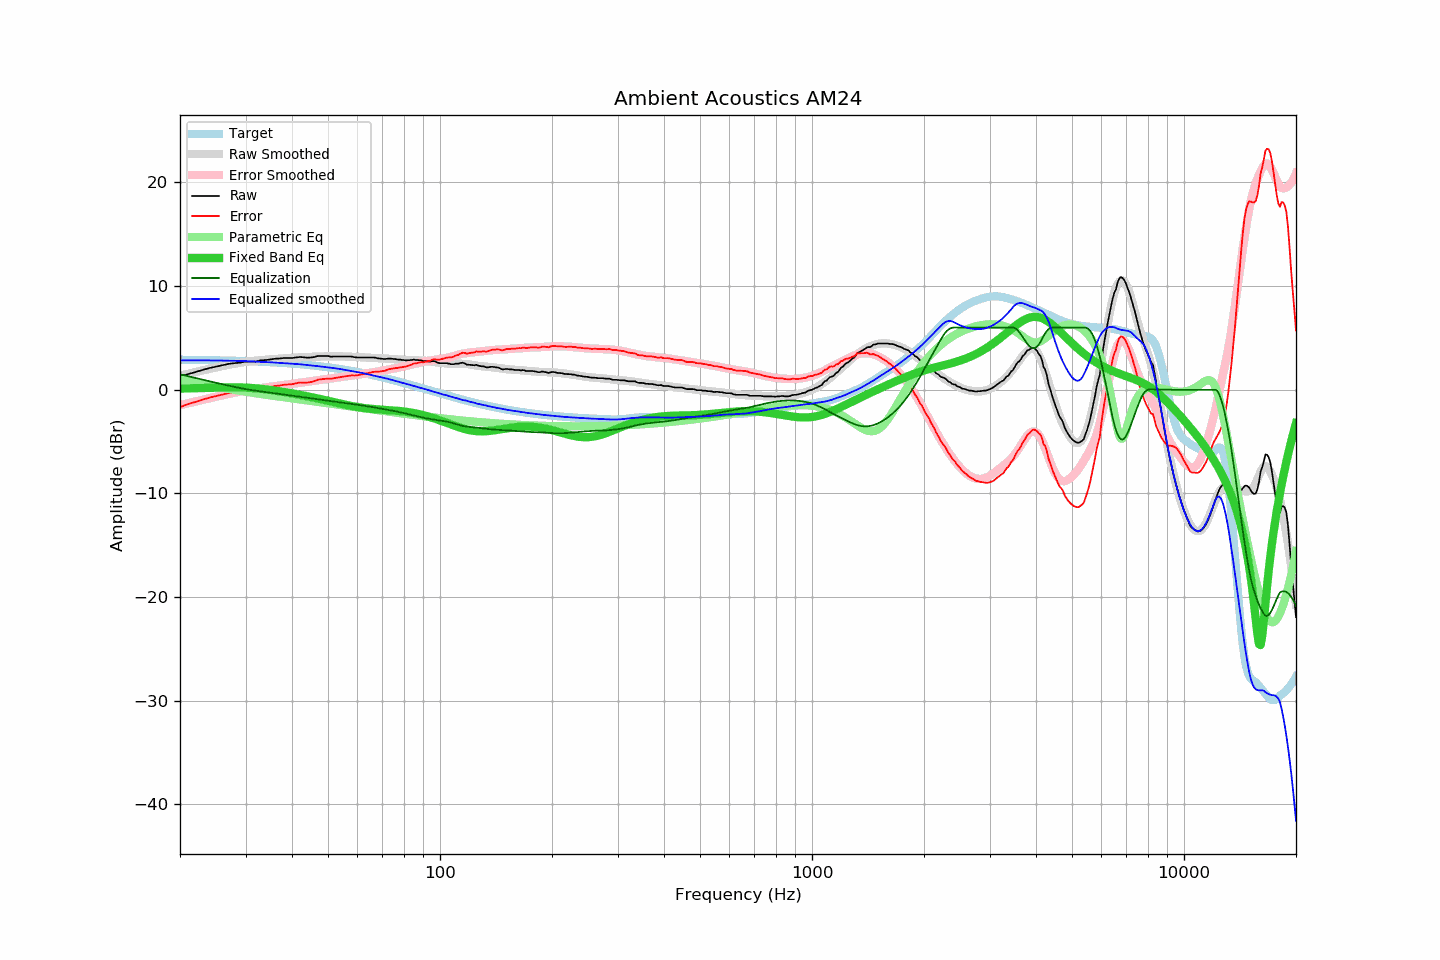 Ambient Acoustics AM24
Target
Raw Smoothed
Error Smoothed
Raw
Error
Parametric Eq
Fixed Band Eq
Equalization
Equalized smoothed
20
10
0
−10
−20
−30
−40
Amplitude (dBr)
100
1000
10000
Frequency (Hz)